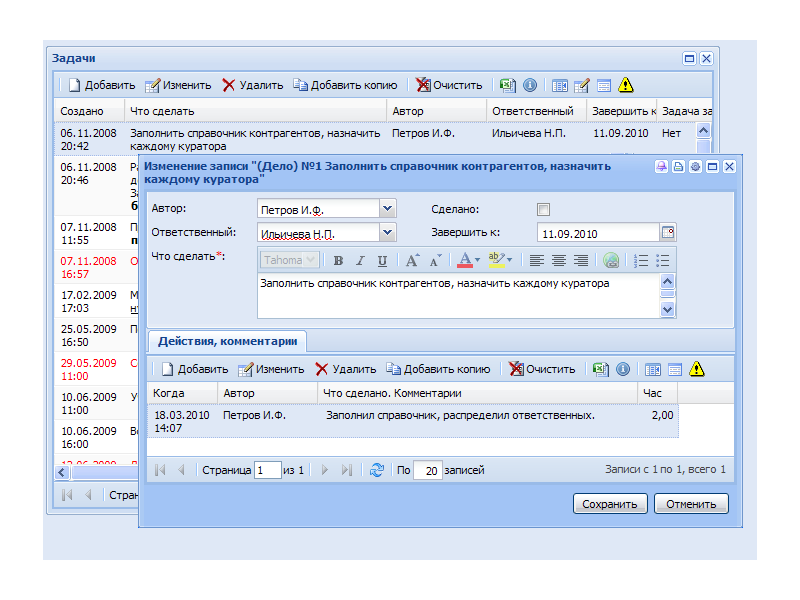 Задачи
Добавить Изменить Удалить Добавить копию Очистить
Создано Что сделать Автор Ответственный Завершить к Задача за
06.11.2008 Заполнить справочник контрагентов, назначить Петров И.Ф. Ильичева Н.П. 11.09.2010 Нет
20:42 каждому куратора
06.11.2008
20:46
07.11.2008
11:55
07.11.2008
16:57
17.02.2009
17:03
25.05.2009
16:50
29.05.2009
11:00
10.06.2009
11:00
10.06.2009
16:00
Изменение записи "(Дело) №1 Заполнить справочник контрагентов, назначить
каждому куратора"
Автор: Петров И.Ф. Сделано:
Ответственный: Ильичева Н.П. Завершить к: 11.09.2010
Что сделать*: Tahoma B I U A A A ab
Заполнить справочник контрагентов, назначить каждому куратора
Действия, комментарии
Добавить Изменить Удалить Добавить копию Очистить
Когда Автор Что сделано. Комментарии Час
18.03.2010 Петров И.Ф. Заполнил справочник, распределил ответственных. 2,00
14:07
Страница 1 из 1 По 20 записей Записи с 1 по 1, всего 1
Сохранить Отменить